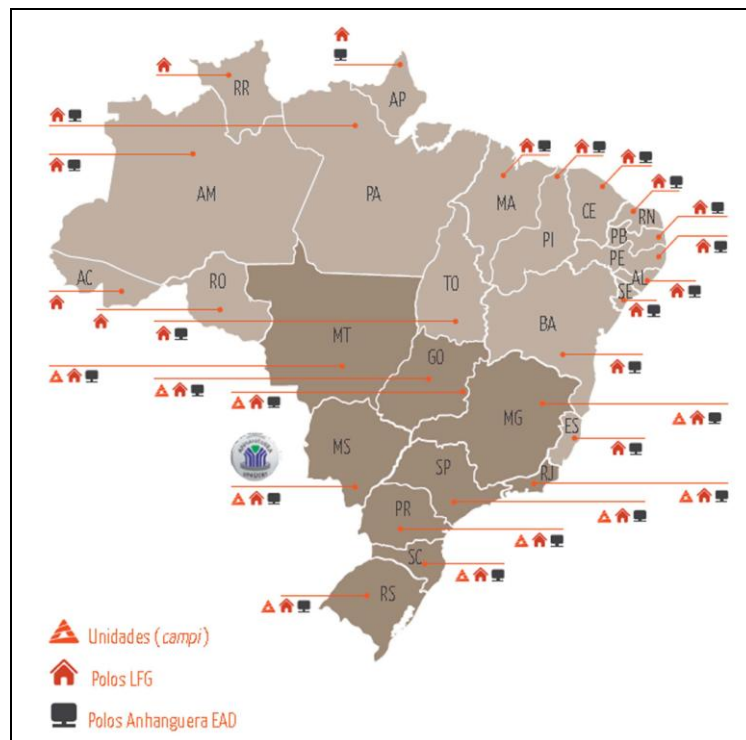 RR
AP
AM
PA
MA
CE
RN
PI
PB
PE
AL
SE
AC
RO
TO
BA
MT
GO
MG
ES
MS
SP
RJ
PR
SC
RS
Unidades (campi)
Polos LFG
Polos Anhanguera EAD